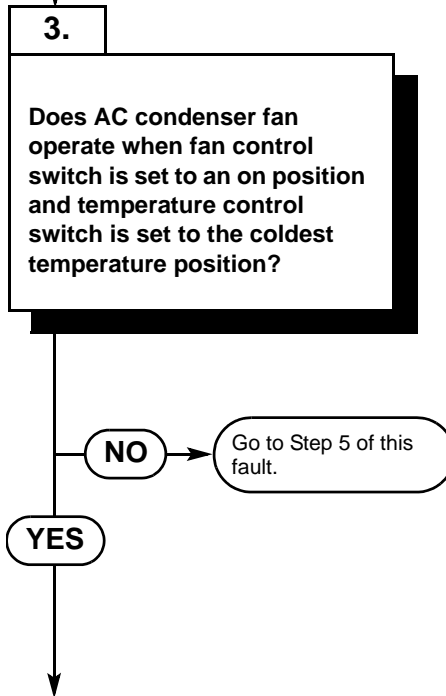 3.
Does AC condenser fan
operate when fan control
switch is set to an on position
and temperature control
switch is set to the coldest
temperature position?
NO
Go to Step 5 of this
fault.
YES